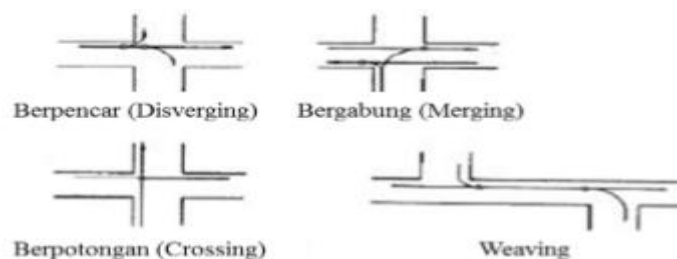 Berpencar (Disverging)
Bergabung (Merging)
Berpotongan (Crossing)
Weaving